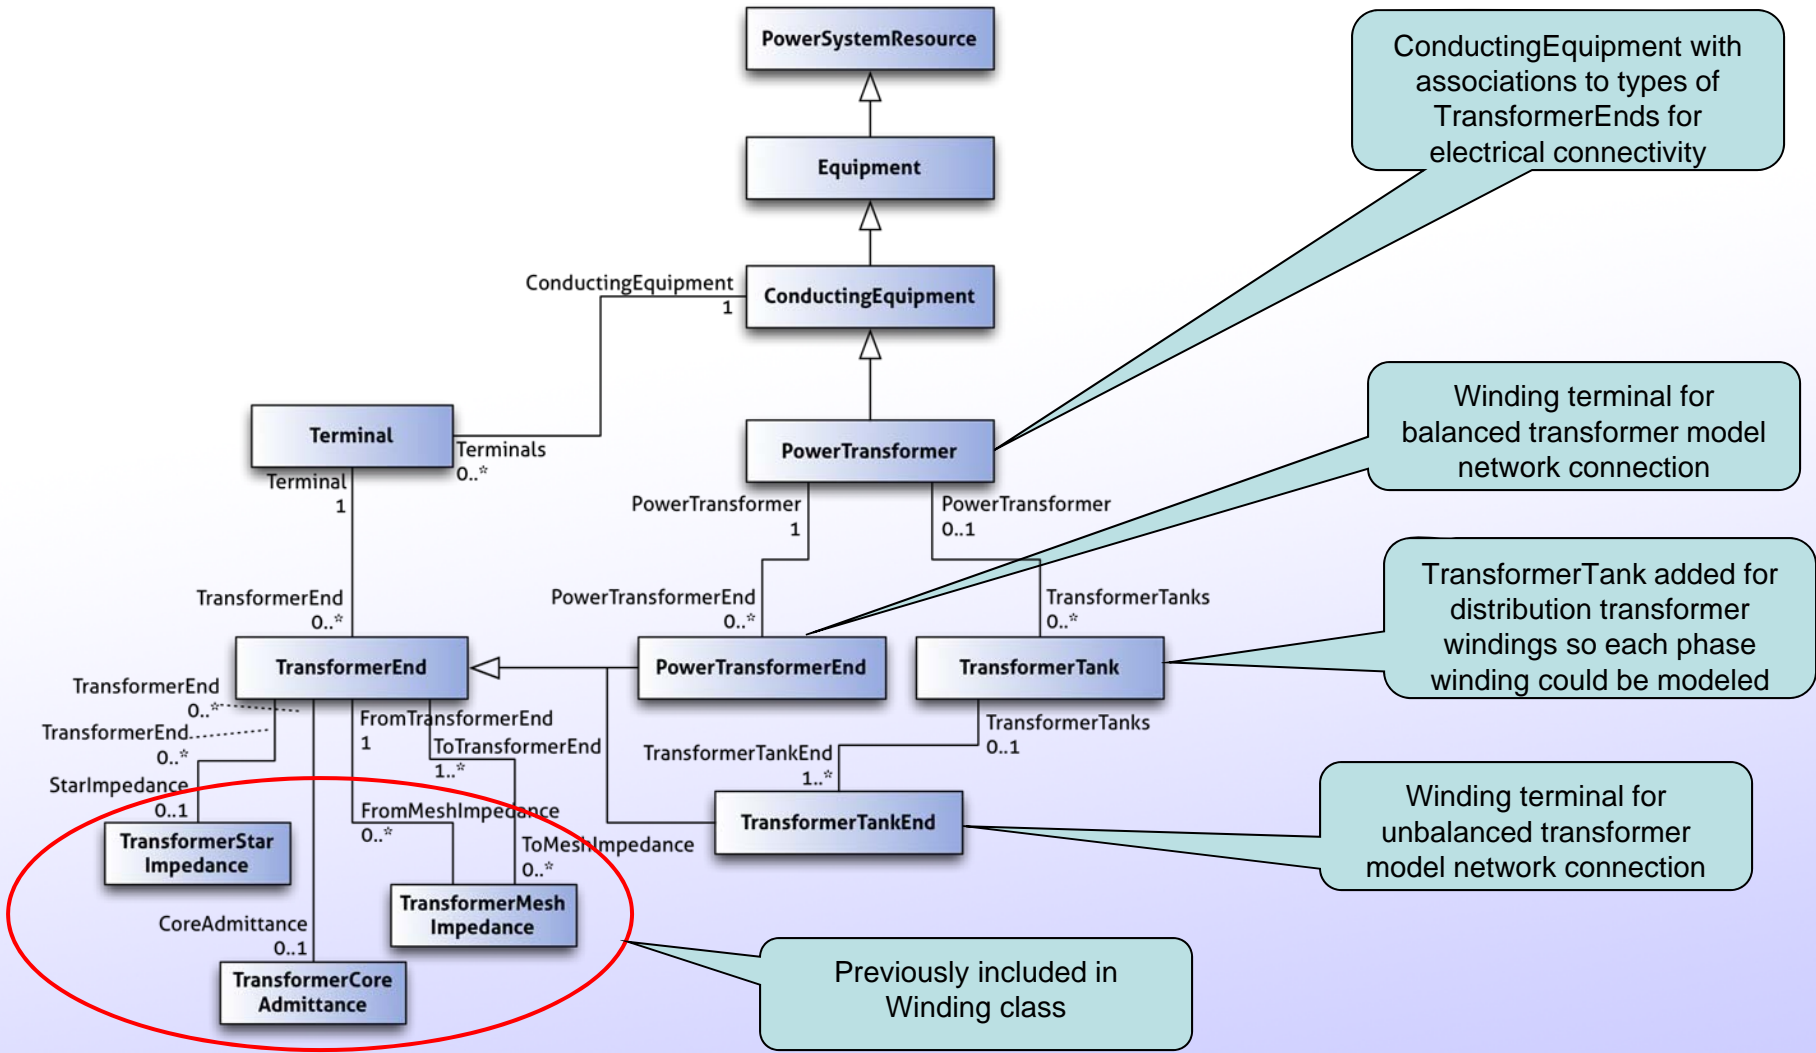 PowerSystemResource
ConductingEquipment with
associations to types of
TransformerEnds for
electrical connectivity
Equipment
ConductingEquipment
1
ConductingEquipment
Winding terminal for
balanced transformer model
network connection
Terminal
Terminals
0..*
PowerTransformer
Terminal
1
PowerTransformer
1
PowerTransformer
0..1
TransformerTank added for
distribution transformer
windings so each phase
winding could be modeled
TransformerEnd
0..*
PowerTransformerEnd
0..*
TransformerTanks
0..*
TransformerEnd
PowerTransformerEnd
TransformerTank
TransformerEnd
0..*
TransformerEnd
0..*
FromTransformerEnd
1
ToTransformerEnd
1..*
TransformerTanks
0..1
TransformerTankEnd
1..*
StarImpedance
0..1
FromMeshImpedance
0..*
ToMeshImpedance
0..*
TransformerTankEnd
Winding terminal for
unbalanced transformer
model network connection
TransformerStar
Impedance
TransformerMesh
Impedance
CoreAdmittance
0..1
TransformerCore
Admittance
Previously included in
Winding class